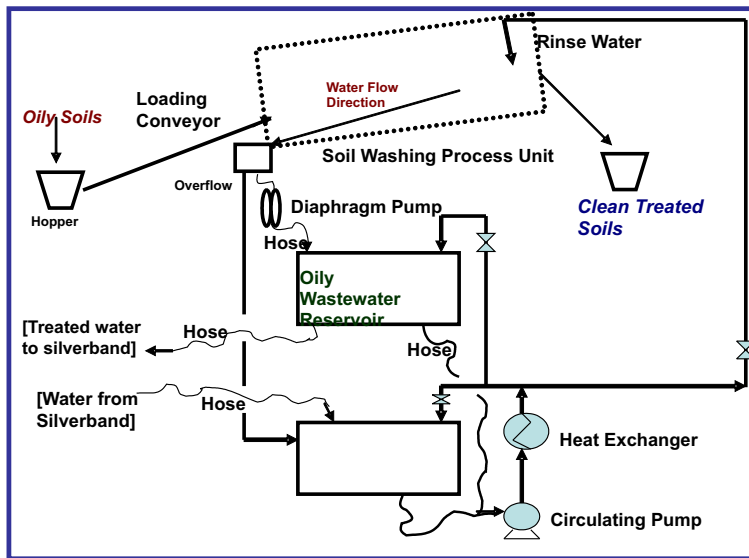 Rinse Water
Water Flow
Direction
Loading
Conveyor
Oily Soils
Soil Washing Process Unit
Overflow
Hopper
Diaphragm Pump
Clean Treated
Soils
Hose
Oily
Wastewater
Reservoir
[Treated water
to silverband]
Hose
Hose
[Water from
Silverband]
Hose
Heat Exchanger
Circulating Pump